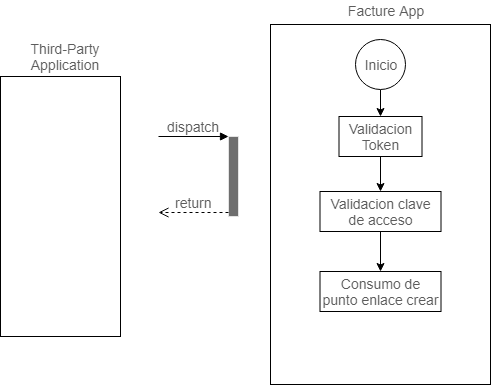 Facture App
Third-Party
Application
Inicio
dispatch
Validacion
Token
return
Validacion clave
de acceso
Consumo de
punto enlace crear